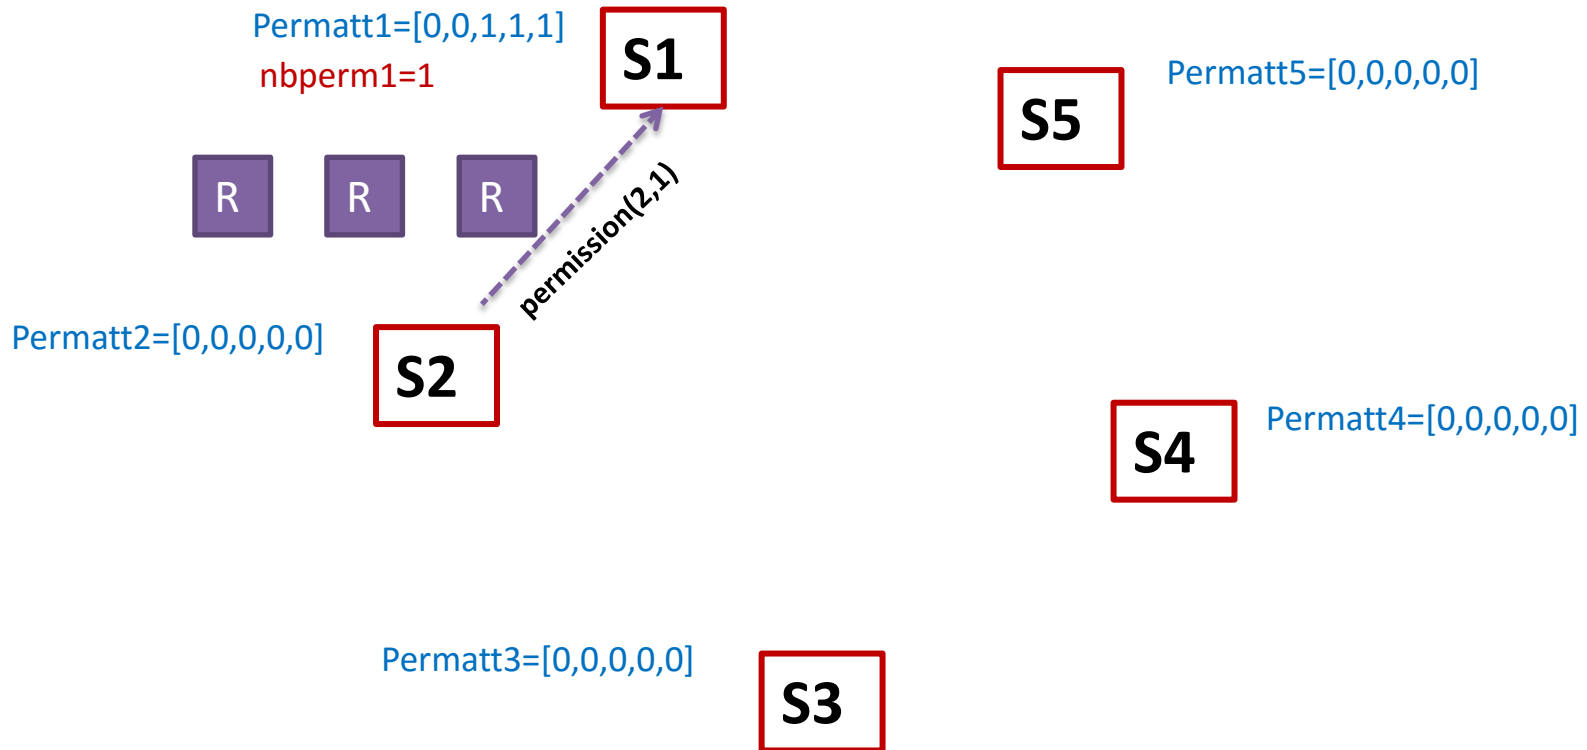 Permatt1=[0,0,1,1,1]
nbperm1=1
S1
S5
Permatt5=[0,0,0,0,0]
R
R
R
permission(2,1)
Permatt2=[0,0,0,0,0]
S2
S4
Permatt4=[0,0,0,0,0]
Permatt3=[0,0,0,0,0]
S3